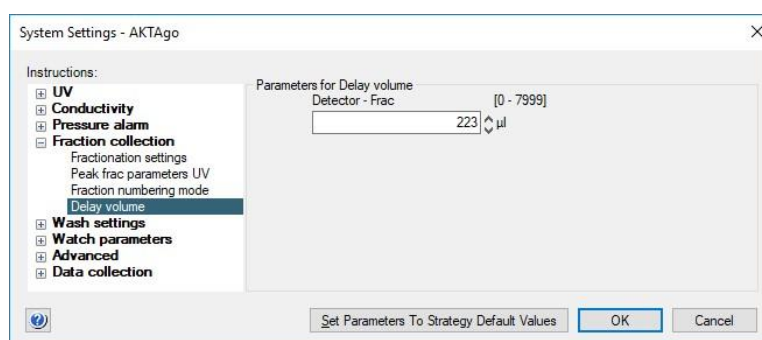 System Settings - AKTAgo
Instructions:
UV
Conductivity
Pressure alarm
Fraction collection
Fractionation settings
Peak frac parameters UV
Fraction numbering mode
Delay volume
Wash settings
Watch parameters
Advanced
Data collection
Parameters for Delay volume
Detector - Frac [0 - 7999]
223 µl
Set Parameters To Strategy Default Values OK Cancel